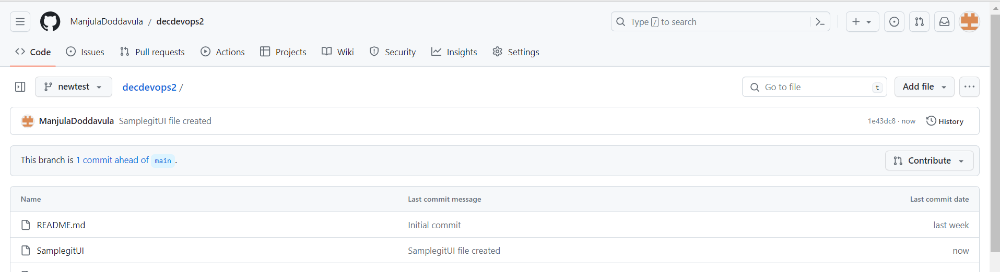 ManjulaDoddavula / decdevops2 Type / to search
Code Issues Pull requests Actions Projects Wiki Security Insights Settings
newtest decdevops2 / Go to file t Add file
ManjulaDoddavula SamplegitUI file created 1e43dc8 · now History
This branch is 1 commit ahead of main. Contribute
Name Last commit message Last commit date
README.md Initial commit last week
SamplegitUI SamplegitUI file created now